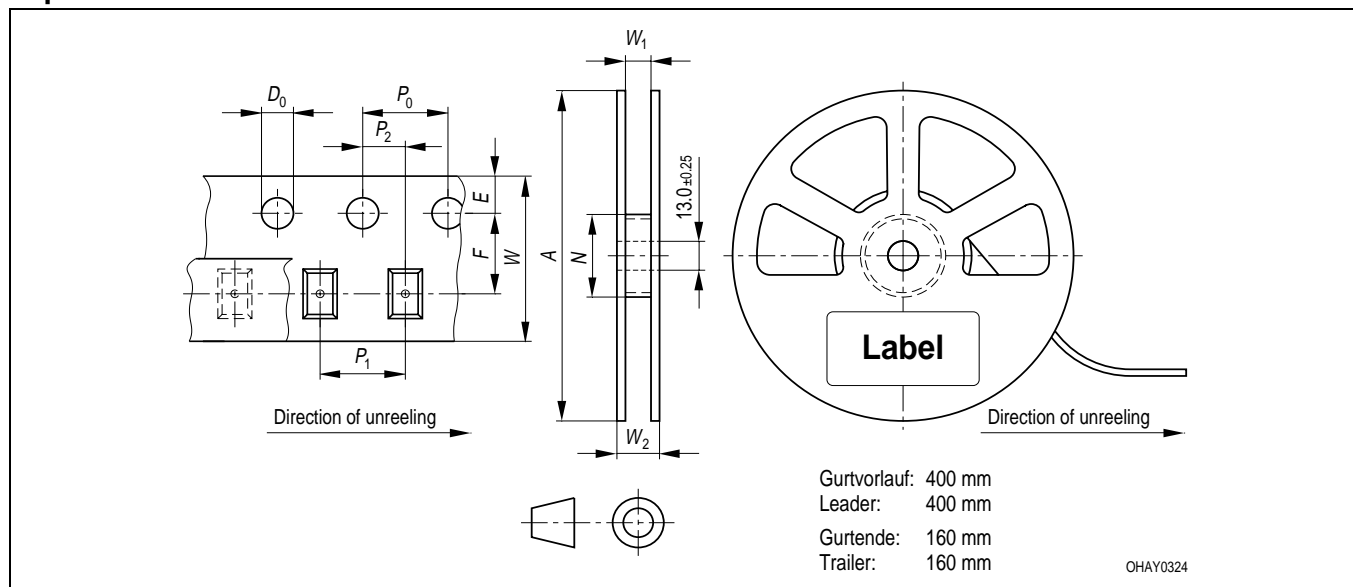 W₁
D₀
P₀
P₂
E
F
W
A
N
13.0 ±0.25
P₁
Label
Direction of unreeling
W₂
Direction of unreeling
Gurtvorlauf: 400 mm
Leader: 400 mm
Gurtende: 160 mm
Trailer: 160 mm
OHAY0324